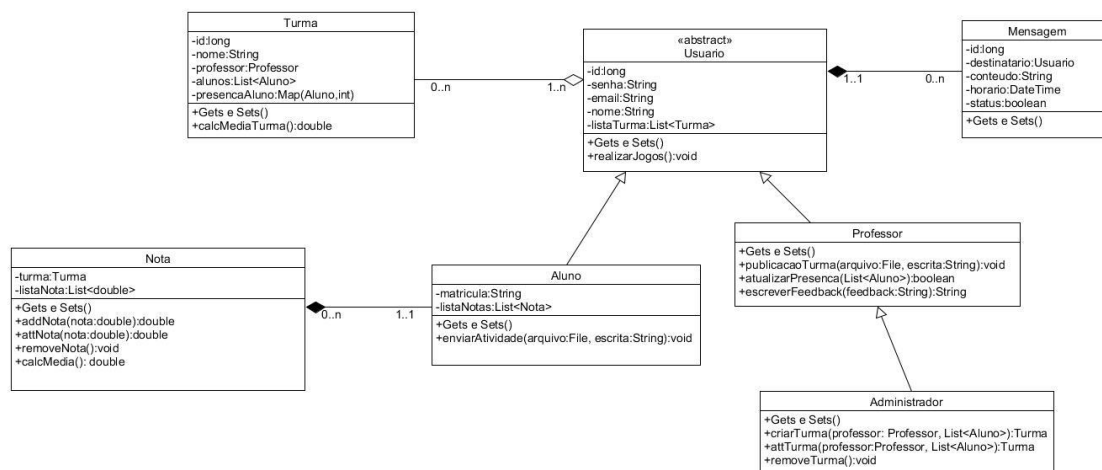 Turma
-id:long
-nome:String
-professor:Professor
-alunos:List<Aluno>
-presencaAluno:Map(Aluno,int)
+Gets e Sets()
+calcMediaTurma():double
0..n
1..n
«abstract»
Usuario
-id:long
-senha:String
-email:String
-nome:String
-listaTurma:List<Turma>
+Gets e Sets()
+realizarJogos():void
1..1
0..n
Mensagem
-id:long
-destinatario:Usuario
-conteudo:String
-horario:DateTime
-status:boolean
+Gets e Sets()
Nota
-turma:Turma
-listaNota:List<double>
+Gets e Sets()
+addNota(nota:double):double
+attNota(nota:double):double
+removeNota():void
+calcMedia(): double
0..n
1..1
Aluno
-matricula:String
-listaNotas:List<Nota>
+Gets e Sets()
+enviarAtividade(arquivo:File, escrita:String):void
Professor
+Gets e Sets()
+publicacaoTurma(arquivo:File, escrita:String):void
+atualizarPresenca(List<Aluno>):boolean
+escreverFeedback(feedback:String):String
Administrador
+Gets e Sets()
+criarTurma(professor: Professor, List<Aluno>):Turma
+attTurma(professor:Professor, List<Aluno>):Turma
+removeTurma():void